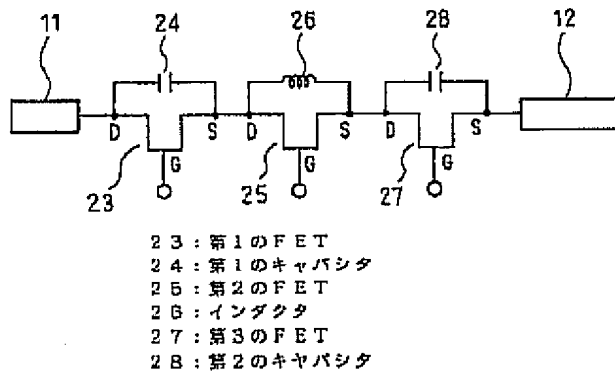 11
24
26
28
12
D
S
D
S
D
S
G
G
G
23
25
27
23：第1のFET
24：第1のキャパシタ
25：第2のFET
26：インダクタ
27：第3のFET
28：第2のキャパシタ